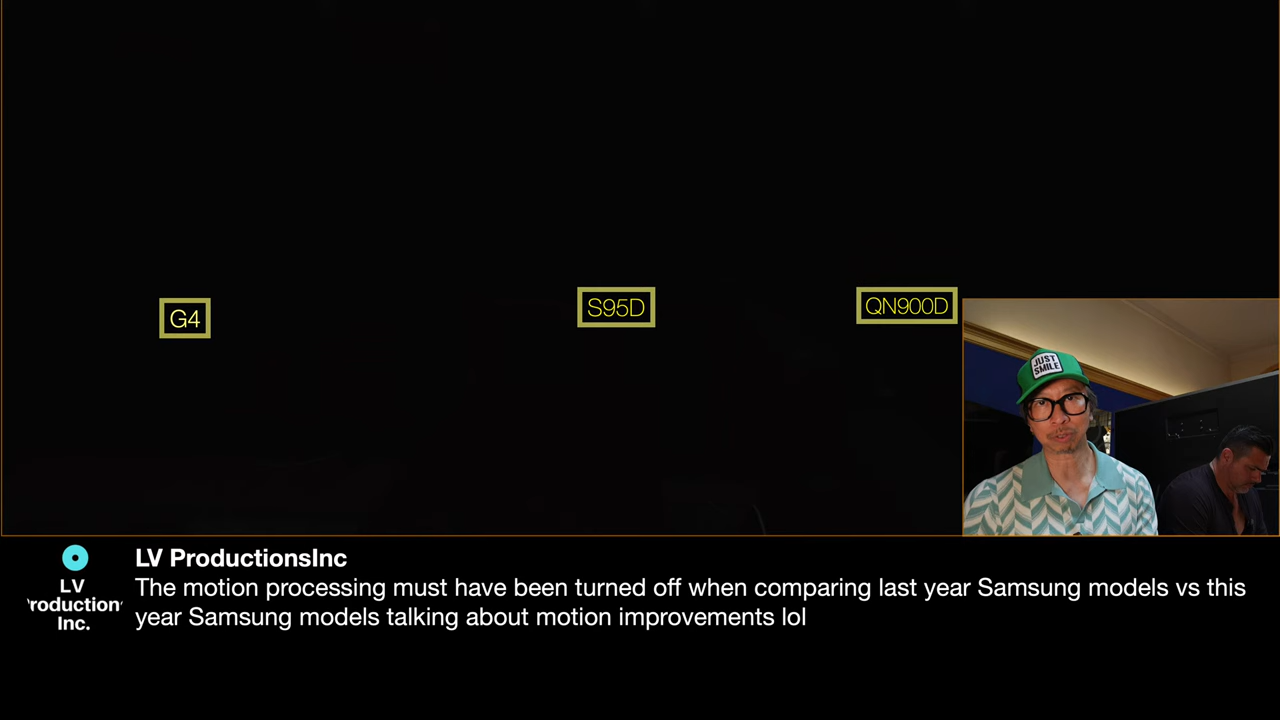 G4
S95D
QN900D
JUST
SMILE
LV ProductionsInc
The motion processing must have been turned off when comparing last year Samsung models vs this
year Samsung models talking about motion improvements lol
LV
Production
Inc.